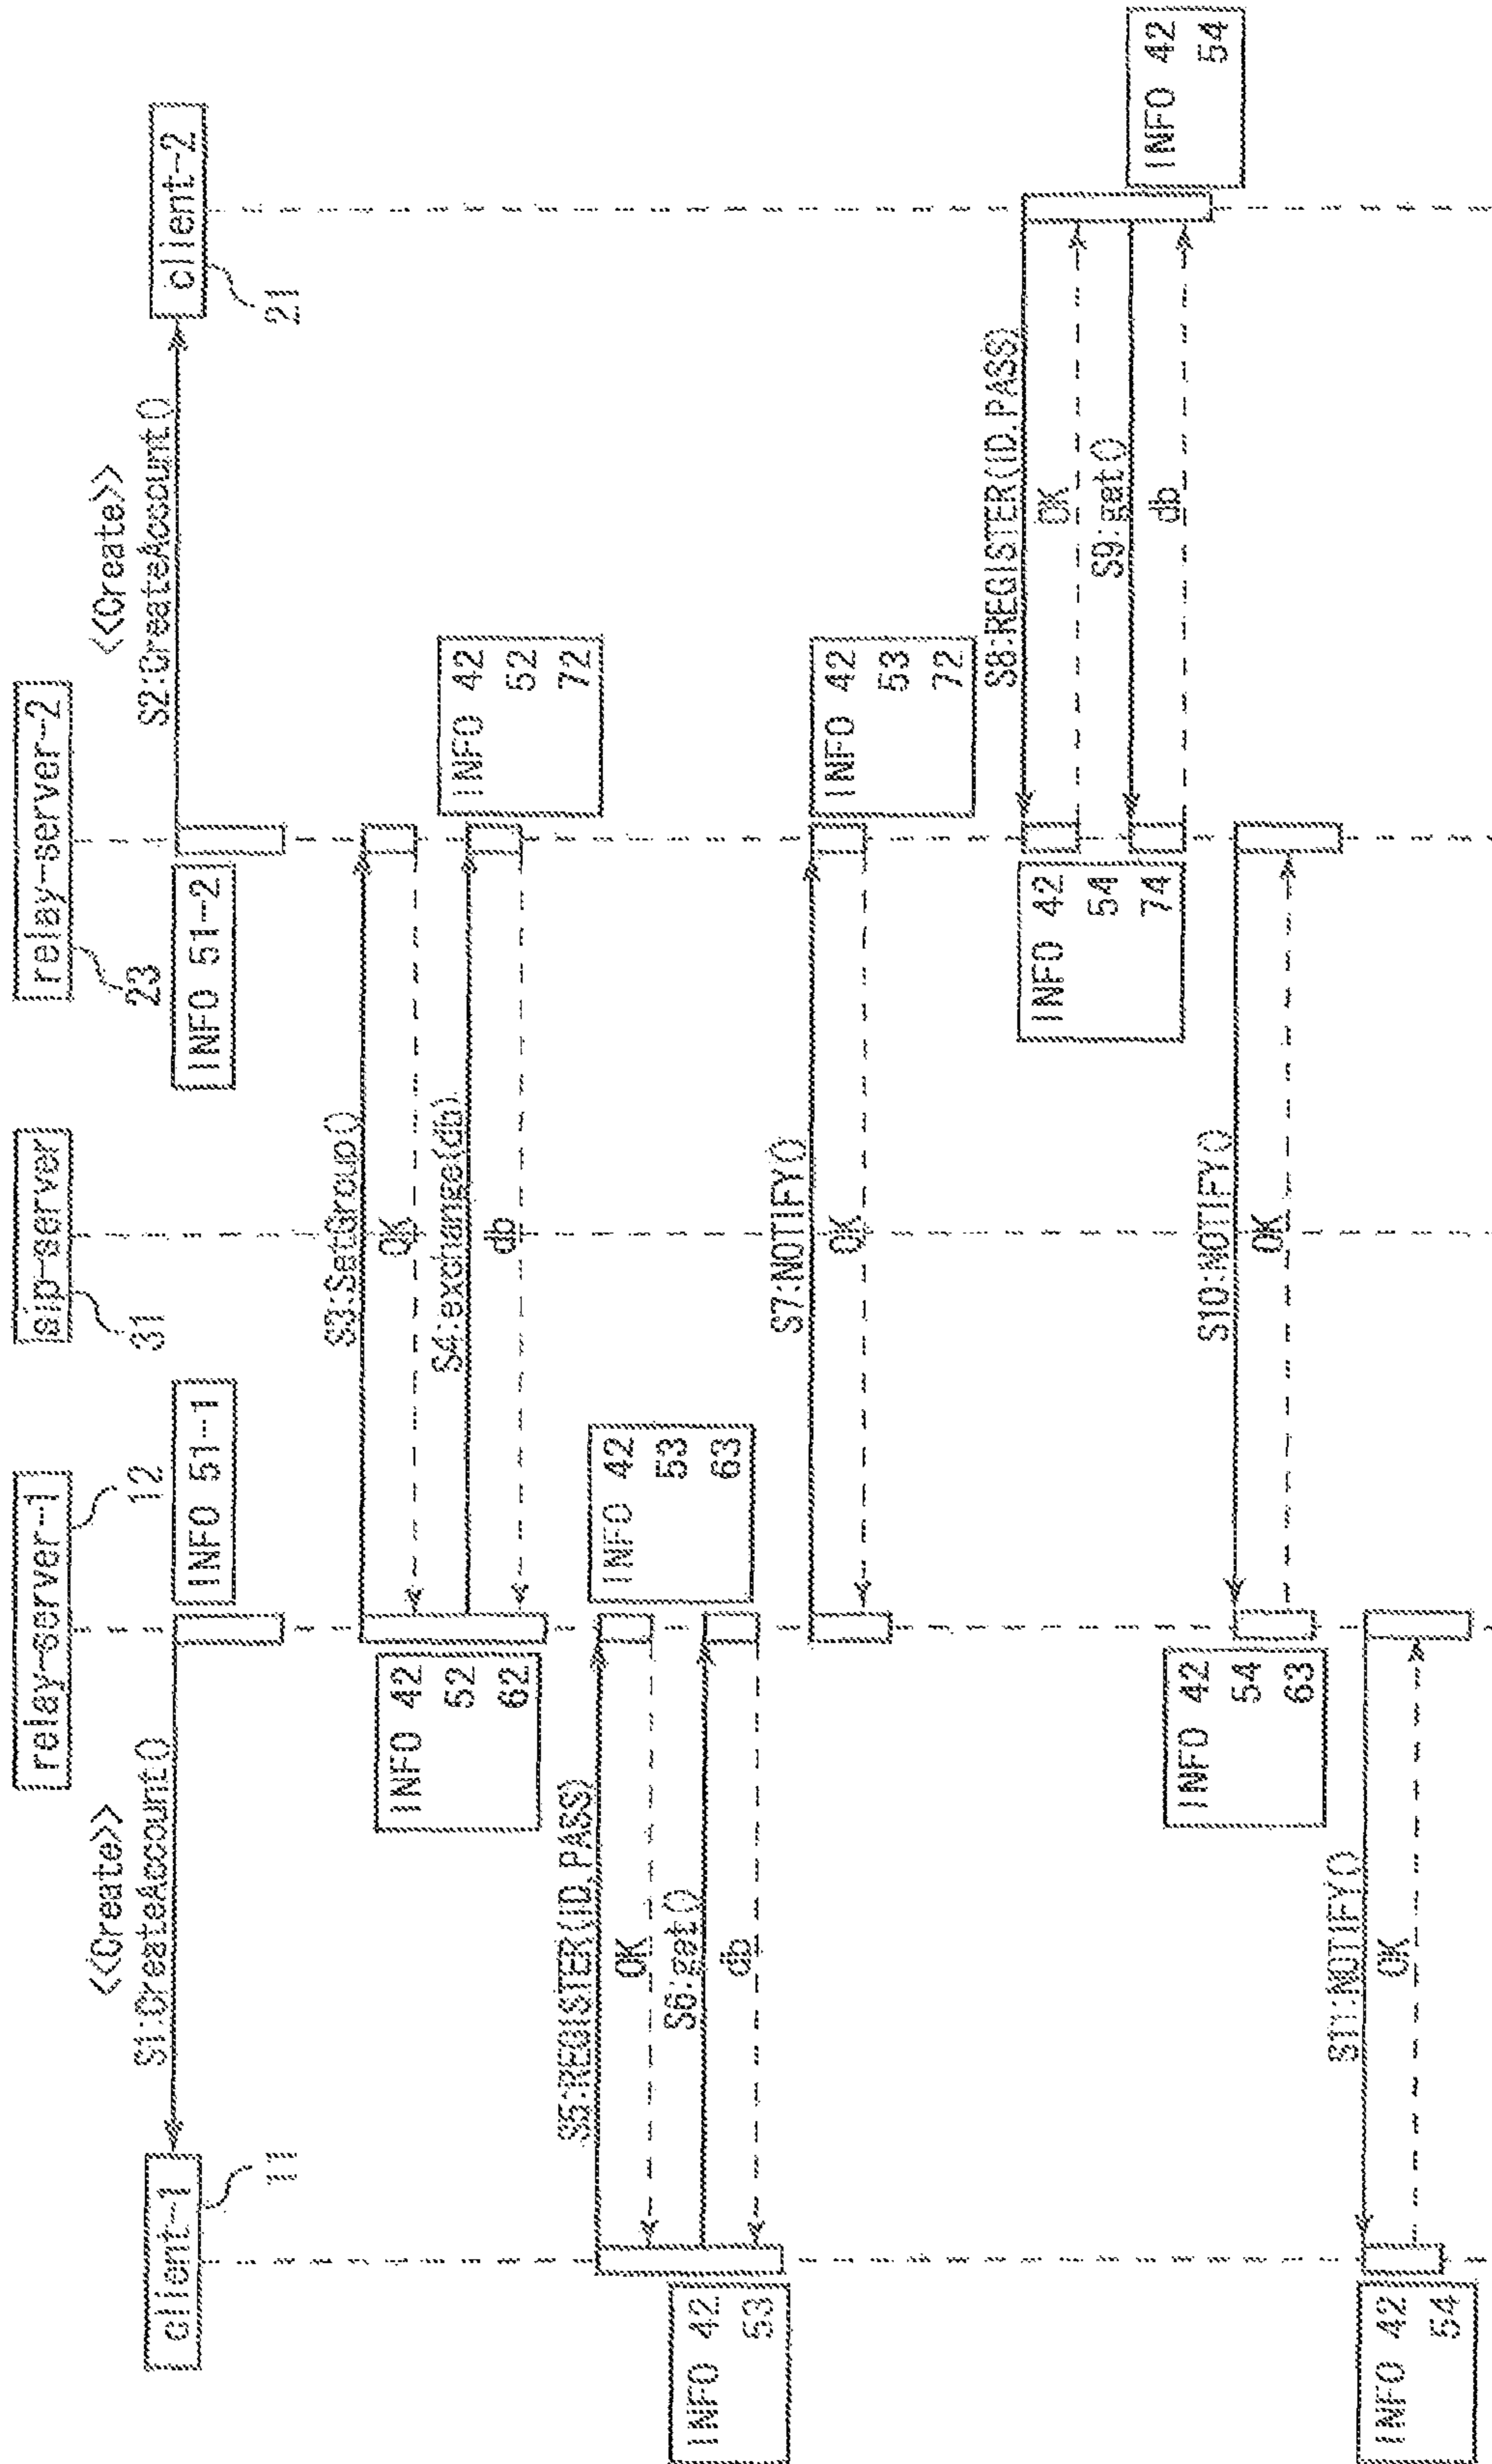 relay-server-1
12
sip-server
31
relay-server-2
23
client-1
11
<<Create>>
S1:CreateAccount()
INFO 51-1
INFO 51-2
<<Create>>
S2:CreateAccount()
client-2
21
S3:SetGroup()
OK
S4:exchange(db)
db
INFO 42
52
62
INFO 42
52
72
S5:REGISTER(ID,PASS)
OK
S6:get()
db
INFO 42
53
INFO 42
53
63
S7:NOTIFY()
OK
INFO 42
53
72
S8:REGISTER(ID,PASS)
OK
S9:get()
db
INFO 42
54
74
INFO 42
54
S10:NOTIFY()
OK
INFO 42
54
63
S11:NOTIFY()
OK
INFO 42
54